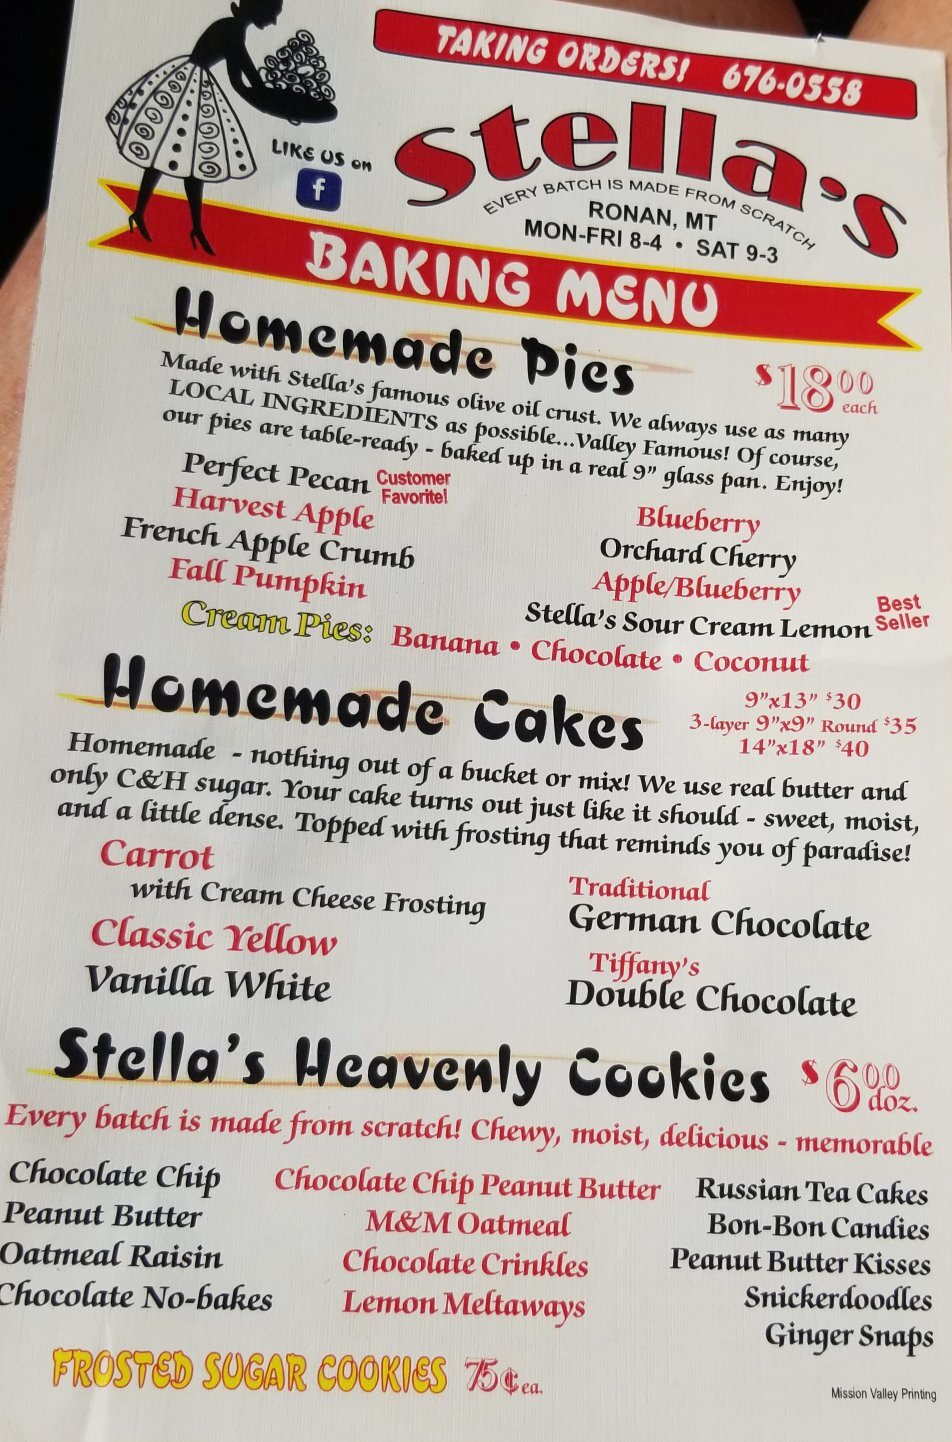 TAKING ORDERS! 676-0558
LIKE US on
f
Stella's
EVERY BATCH IS MADE FROM SCRATCH
RONAN, MT
MON-FRI 8-4 • SAT 9-3
BAKING MENU
Homemade Pies
$18.00 each
Made with Stella's famous olive oil crust. We always use as many
LOCAL INGREDIENTS as possible...Valley Famous! Of course,
our pies are table-ready - baked up in a real 9" glass pan. Enjoy!
Perfect Pecan Customer Favorite!
Harvest Apple
French Apple Crumb
Fall Pumpkin
Blueberry
Orchard Cherry
Apple/Blueberry
Stella's Sour Cream Lemon Best Seller
Cream Pies: Banana • Chocolate • Coconut
Homemade Cakes
9"x13" $30
3-layer 9"x9" Round $35
14"x18" $40
Homemade - nothing out of a bucket or mix! We use real butter and
only C&H sugar. Your cake turns out just like it should - sweet, moist,
and a little dense. Topped with frosting that reminds you of paradise!
Carrot
with Cream Cheese Frosting
Classic Yellow
Vanilla White
Traditional
German Chocolate
Tiffany's
Double Chocolate
Stella's Heavenly Cookies
$6.00 doz.
Every batch is made from scratch! Chewy, moist, delicious - memorable
Chocolate Chip
Peanut Butter
Oatmeal Raisin
Chocolate No-bakes
Chocolate Chip Peanut Butter
M&M Oatmeal
Chocolate Crinkles
Lemon Meltaways
Russian Tea Cakes
Bon-Bon Candies
Peanut Butter Kisses
Snickerdoodles
Ginger Snaps
FROSTED SUGAR COOKIES 75¢ ea.
Mission Valley Printing